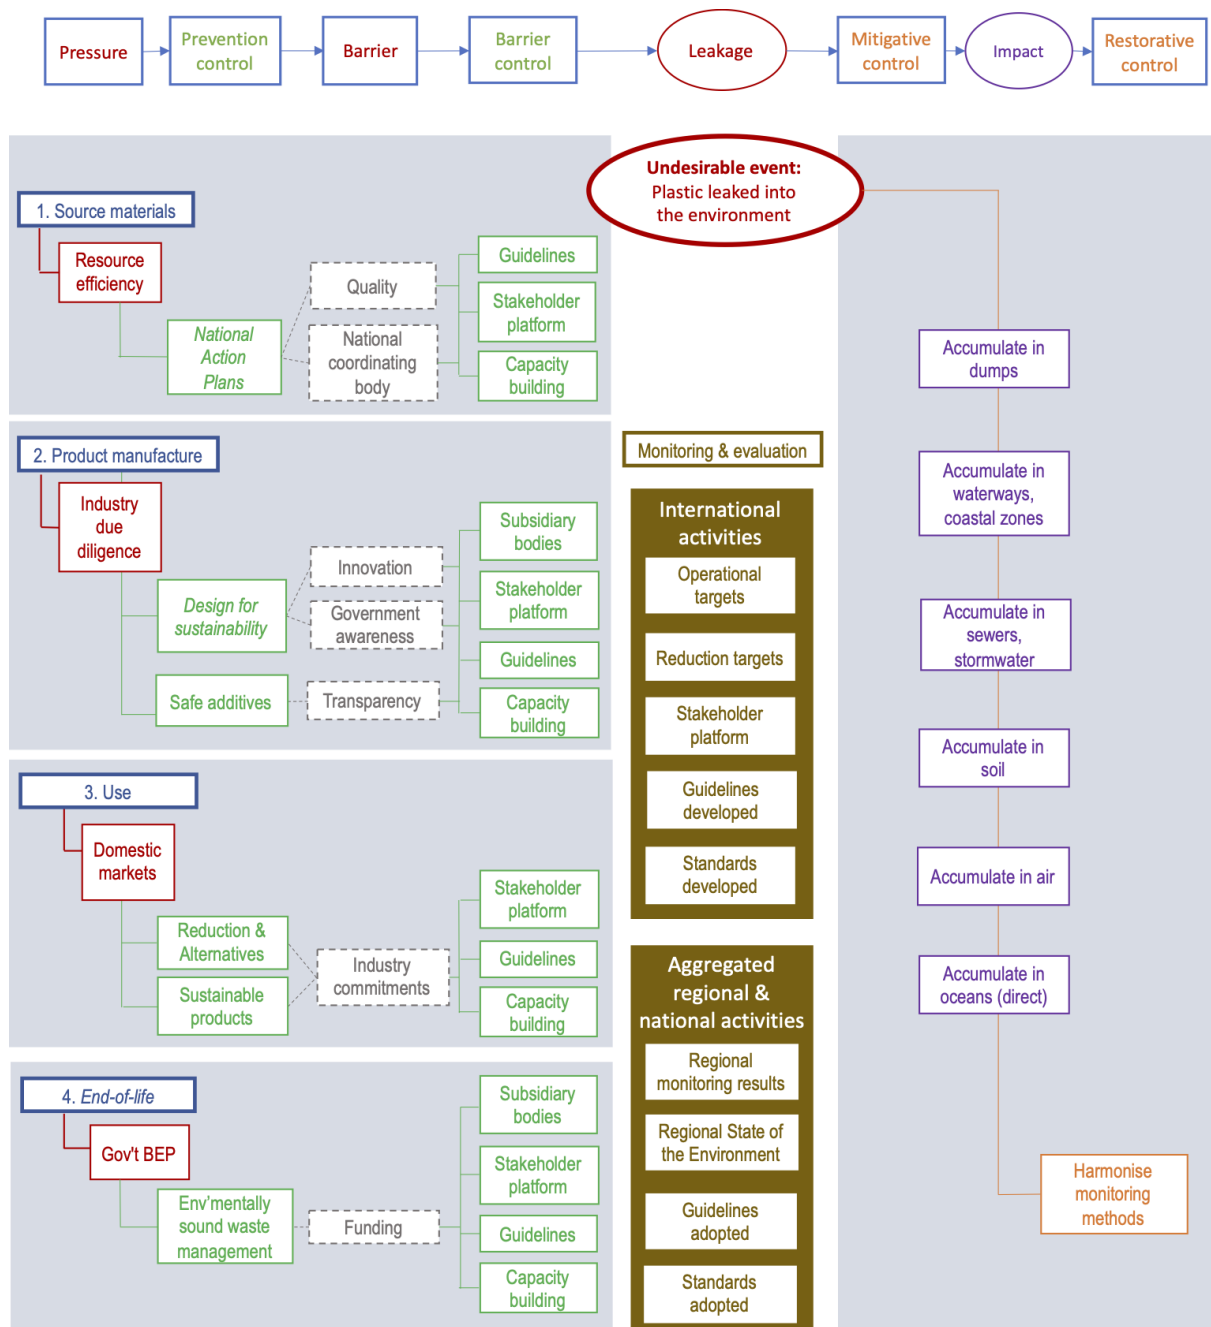 Pressure
Prevention
control
Barrier
Barrier
control
Leakage
Mitigative
control
Impact
Restorative
control
Undesirable event:
Plastic leaked into
the environment
1. Source materials
Resource
efficiency
National
Action
Plans
Quality
National
coordinating
body
Guidelines
Stakeholder
platform
Capacity
building
2. Product manufacture
Industry
due
diligence
Design for
sustainability
Safe additives
Innovation
Government
awareness
Transparency
Subsidiary
bodies
Stakeholder
platform
Guidelines
Capacity
building
3. Use
Domestic
markets
Reduction &
Alternatives
Sustainable
products
Industry
commitments
Stakeholder
platform
Guidelines
Capacity
building
4. End-of-life
Gov't BEP
Env'mentally
sound waste
management
Funding
Subsidiary
bodies
Stakeholder
platform
Guidelines
Capacity
building
Monitoring & evaluation
International
activities
Operational
targets
Reduction targets
Stakeholder
platform
Guidelines
developed
Standards
developed
Aggregated
regional &
national activities
Regional
monitoring results
Regional State of
the Environment
Guidelines
adopted
Standards
adopted
Accumulate in
dumps
Accumulate in
waterways,
coastal zones
Accumulate in
sewers,
stormwater
Accumulate in
soil
Accumulate in air
Accumulate in
oceans (direct)
Harmonise
monitoring
methods